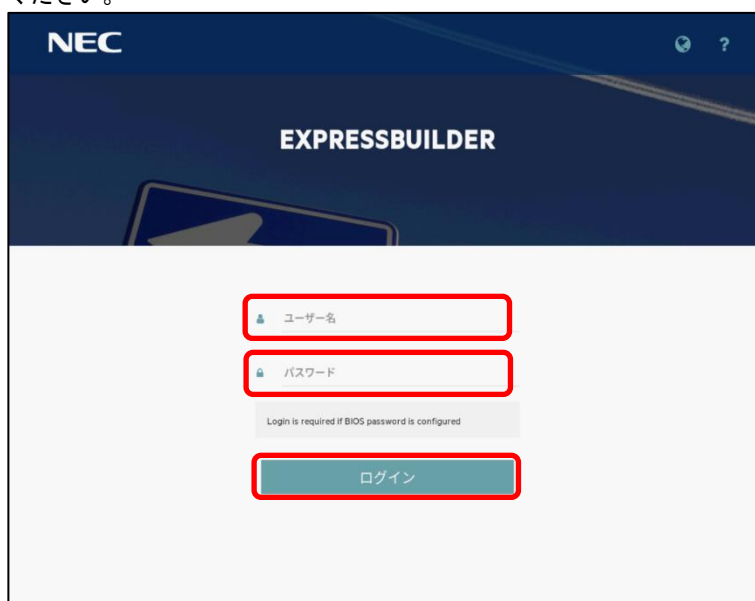 ください。
NEC
?
EXPRESSBUILDER
ユーザー名
パスワード
Login is required if BIOS password is configured
ログイン